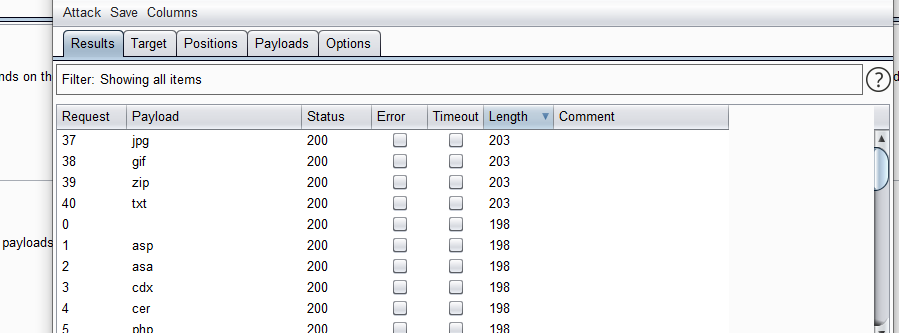 Attack Save Columns
Results Target Positions Payloads Options
nds on th
Filter: Showing all items
?
Request Payload Status Error Timeout Length Comment
37 jpg 200 203
38 gif 200 203
39 zip 200 203
40 txt 200 203
0 200 198
1 asp 200 198
2 asa 200 198
payloads
3 cdx 200 198
4 cer 200 198
5 php 200 198